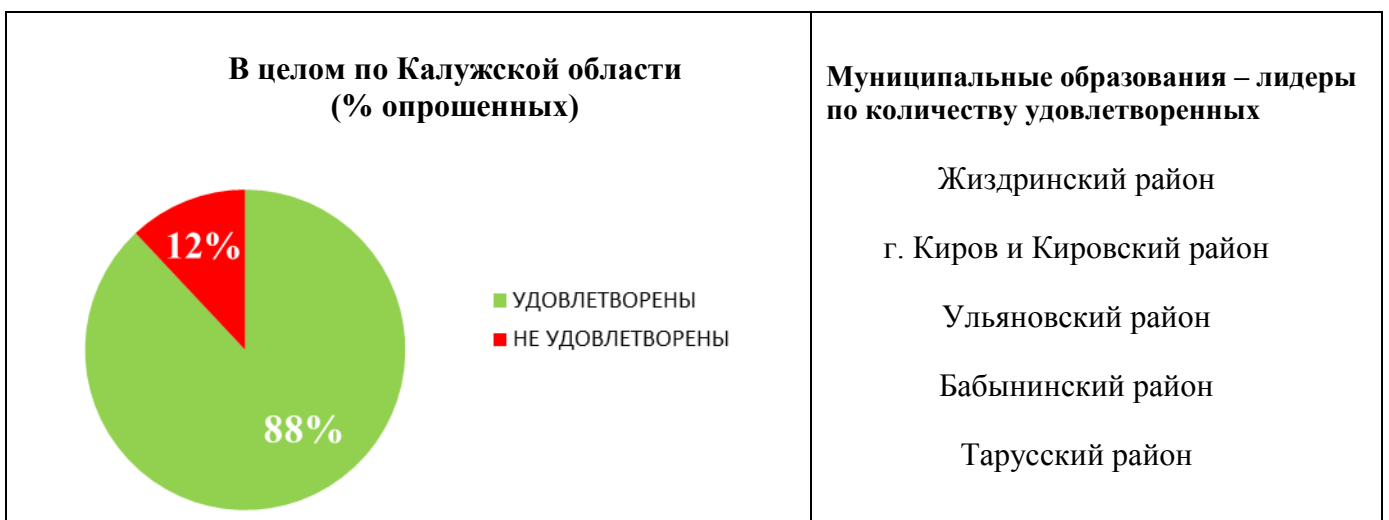 В целом по Калужской области
(% опрошенных)
12%
88%
УДОВЛЕТВОРЕНЫ
НЕ УДОВЛЕТВОРЕНЫ
Муниципальные образования – лидеры
по количеству удовлетворенных
Жиздринский район
г. Киров и Кировский район
Ульяновский район
Бабынинский район
Тарусский район